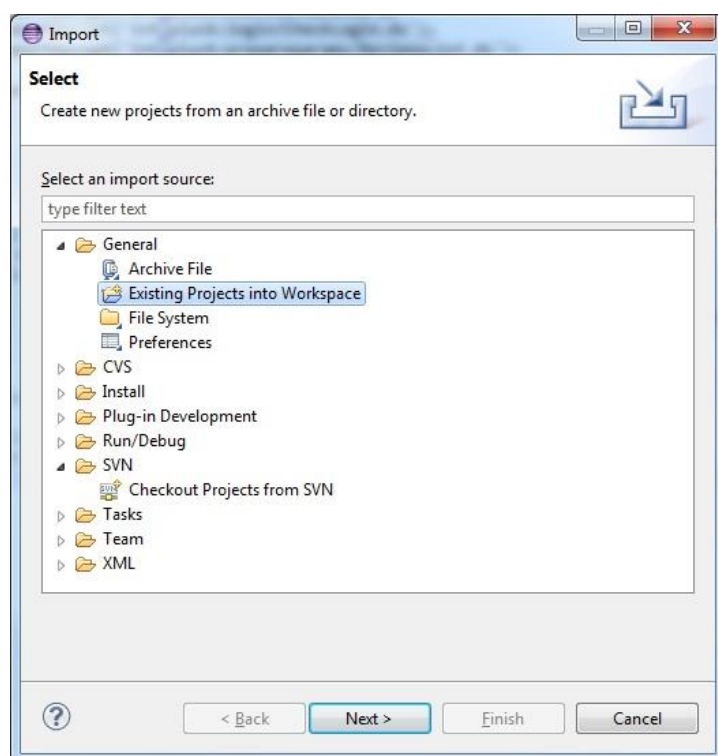 Import
Select
Create new projects from an archive file or directory.
Select an import source:
type filter text
General
Archive File
Existing Projects into Workspace
File System
Preferences
CVS
Install
Plug-in Development
Run/Debug
SVN
Checkout Projects from SVN
Tasks
Team
XML
< Back Next > Finish Cancel